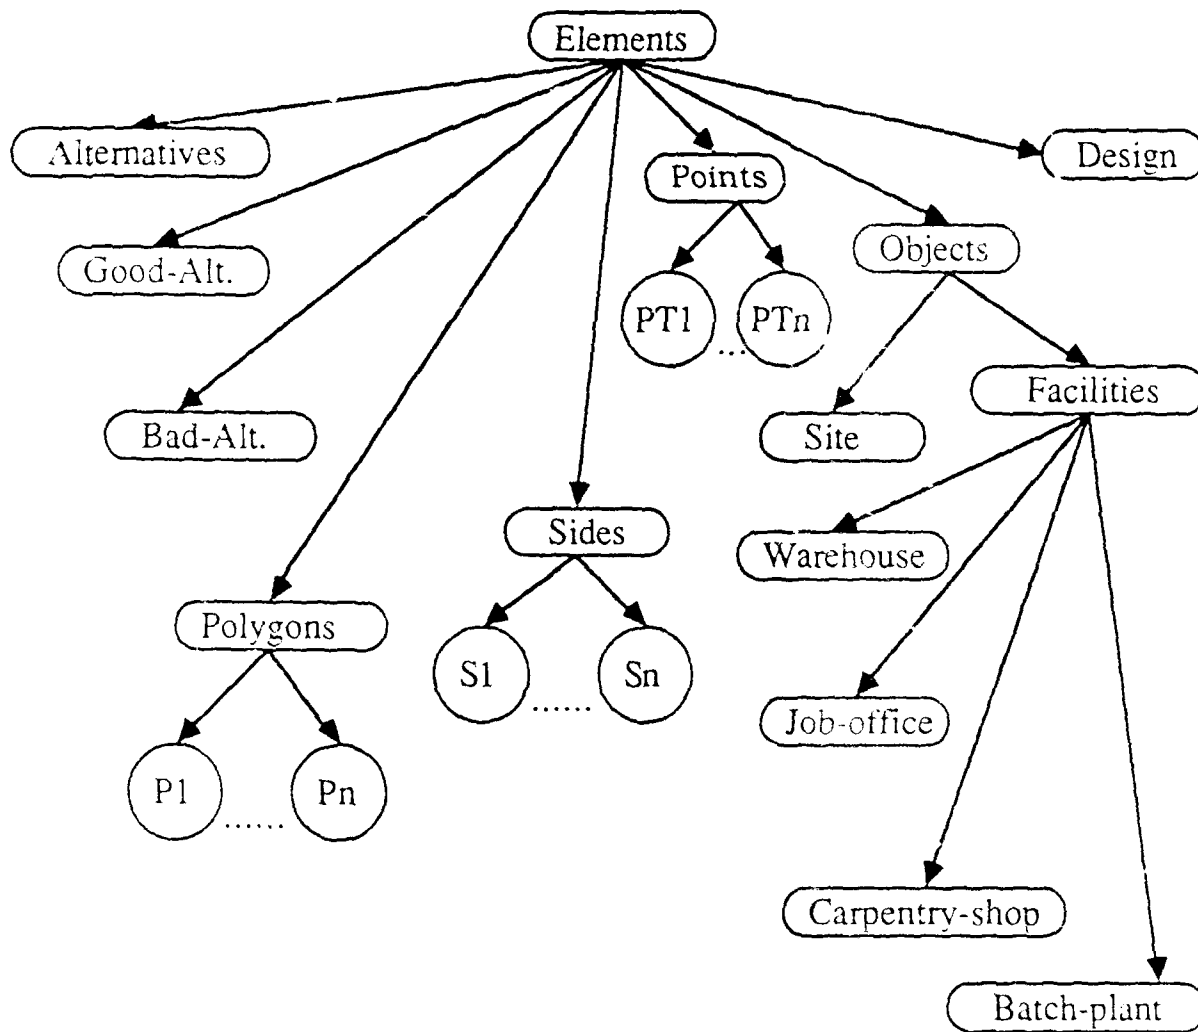 Elements
Alternatives
Design
Points
Good-Alt.
Objects
PT1 ... PTn
Facilities
Bad-Alt.
Site
Sides
Warehouse
Polygons
S1 ...... Sn
Job-office
P1 ...... Pn
Carpentry-shop
Batch-plant